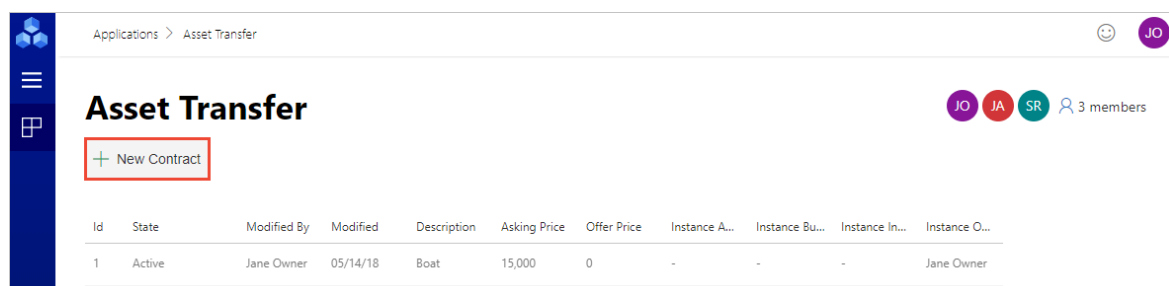 Applications > Asset Transfer
JO
Asset Transfer
JO JA SR 3 members
+ New Contract
Id State Modified By Modified Description Asking Price Offer Price Instance A... Instance Bu... Instance In... Instance O...
1 Active Jane Owner 05/14/18 Boat 15,000 0 - - - Jane Owner